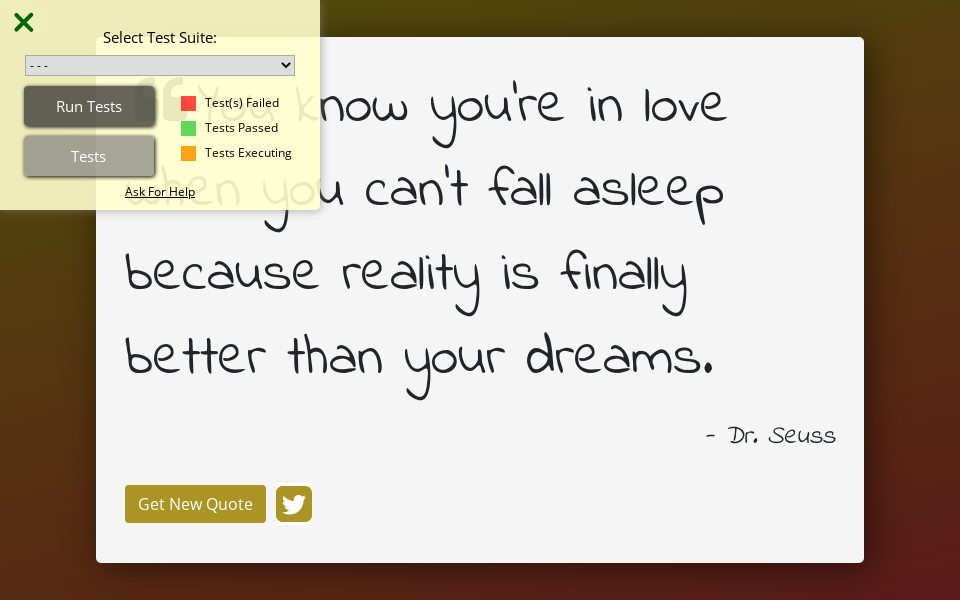 Select Test Suite:
- - -
Run Tests
Test(s) Failed
Tests Passed
Tests
Tests Executing
Ask For Help
You know you're in love
when you can't fall asleep
because reality is finally
better than your dreams.
- Dr. Seuss
Get New Quote